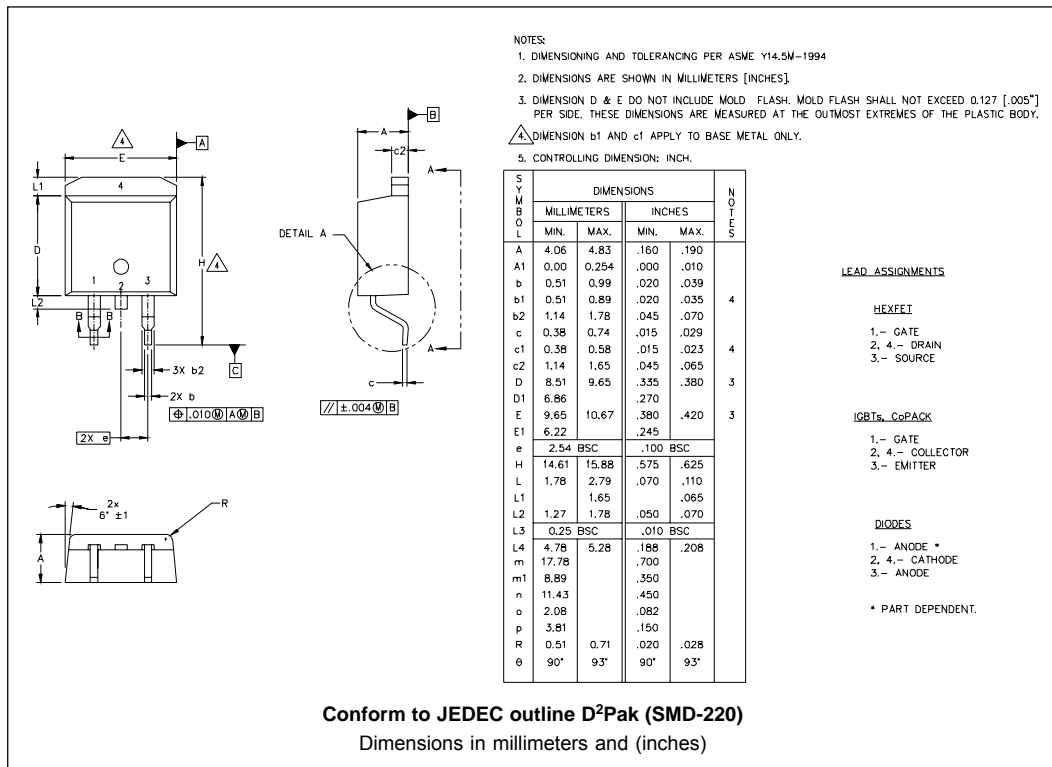 NOTES:
1. DIMENSIONING AND TOLERANCING PER ASME Y14.5M-1994
2. DIMENSIONS ARE SHOWN IN MILLIMETERS [INCHES].
3. DIMENSION D & E DO NOT INCLUDE MOLD FLASH. MOLD FLASH SHALL NOT EXCEED 0.127 [.005"]
PER SIDE. THESE DIMENSIONS ARE MEASURED AT THE OUTMOST EXTREMES OF THE PLASTIC BODY.
4. DIMENSION b1 AND c1 APPLY TO BASE METAL ONLY.
5. CONTROLLING DIMENSION: INCH.
4
A
E
L1
4
D
H 4
1 2 3
L2
B B
C
3X b2
2X b
⌖ .010Ⓜ AⓂ B
2X e
A
B
c2
A
DETAIL A
A
c
// ±.004Ⓜ B
2x
6° ±1
R
A
SYMBOL DIMENSIONS NOTES
MILLIMETERS INCHES
MIN. MAX. MIN. MAX.
A 4.06 4.83 .160 .190
A1 0.00 0.254 .000 .010
b 0.51 0.99 .020 .039
b1 0.51 0.89 .020 .035 4
b2 1.14 1.78 .045 .070
c 0.38 0.74 .015 .029
c1 0.38 0.58 .015 .023 4
c2 1.14 1.65 .045 .065
D 8.51 9.65 .335 .380 3
D1 6.86 .270
E 9.65 10.67 .380 .420 3
E1 6.22 .245
e 2.54 BSC .100 BSC
H 14.61 15.88 .575 .625
L 1.78 2.79 .070 .110
L1 1.65 .065
L2 1.27 1.78 .050 .070
L3 0.25 BSC .010 BSC
L4 4.78 5.28 .188 .208
m 17.78 .700
m1 8.89 .350
n 11.43 .450
o 2.08 .082
p 3.81 .150
R 0.51 0.71 .020 .028
θ 90° 93° 90° 93°
LEAD ASSIGNMENTS
HEXFET
1.- GATE
2, 4.- DRAIN
3.- SOURCE
IGBTs, CoPACK
1.- GATE
2, 4.- COLLECTOR
3.- EMITTER
DIODES
1.- ANODE *
2, 4.- CATHODE
3.- ANODE
* PART DEPENDENT.
Conform to JEDEC outline D²Pak (SMD-220)
Dimensions in millimeters and (inches)